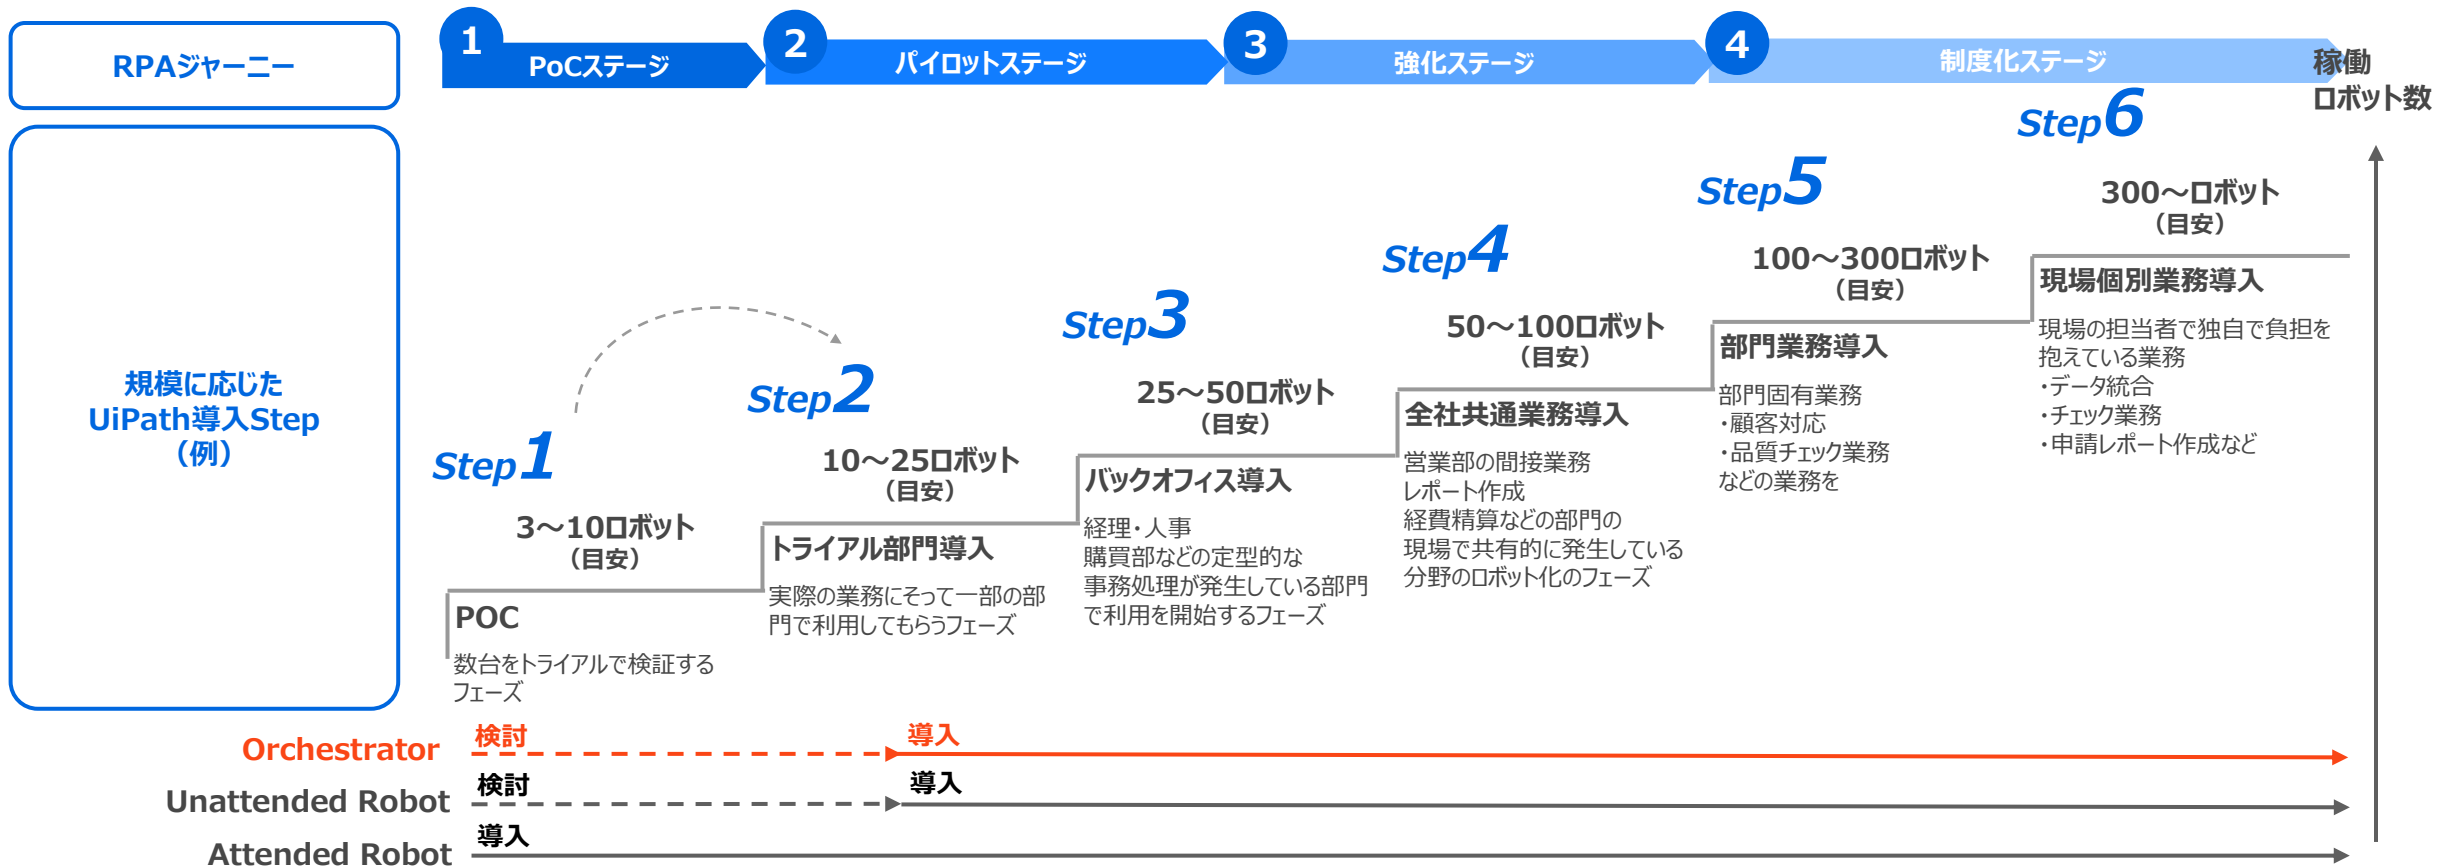 RPAジャーニー
1
PoCステージ
2
パイロットステージ
3
強化ステージ
4
制度化ステージ
稼働
ロボット数
規模に応じた
UiPath導入Step
（例）
Step1
3～10ロボット
（目安）
POC
数台をトライアルで検証する
フェーズ
Step2
10～25ロボット
（目安）
トライアル部門導入
実際の業務にそって一部の部
門で利用してもらうフェーズ
Step3
25～50ロボット
（目安）
バックオフィス導入
経理・人事
購買部などの定型的な
事務処理が発生している部門
で利用を開始するフェーズ
Step4
50～100ロボット
（目安）
全社共通業務導入
営業部の間接業務
レポート作成
経費精算などの部門の
現場で共有的に発生している
分野のロボット化のフェーズ
Step5
100～300ロボット
（目安）
部門業務導入
部門固有業務
・顧客対応
・品質チェック業務
などの業務を
Step6
300～ロボット
（目安）
現場個別業務導入
現場の担当者で独自で負担を
抱えている業務
・データ統合
・チェック業務
・申請レポート作成など
Orchestrator
検討
導入
Unattended Robot
検討
導入
Attended Robot
導入